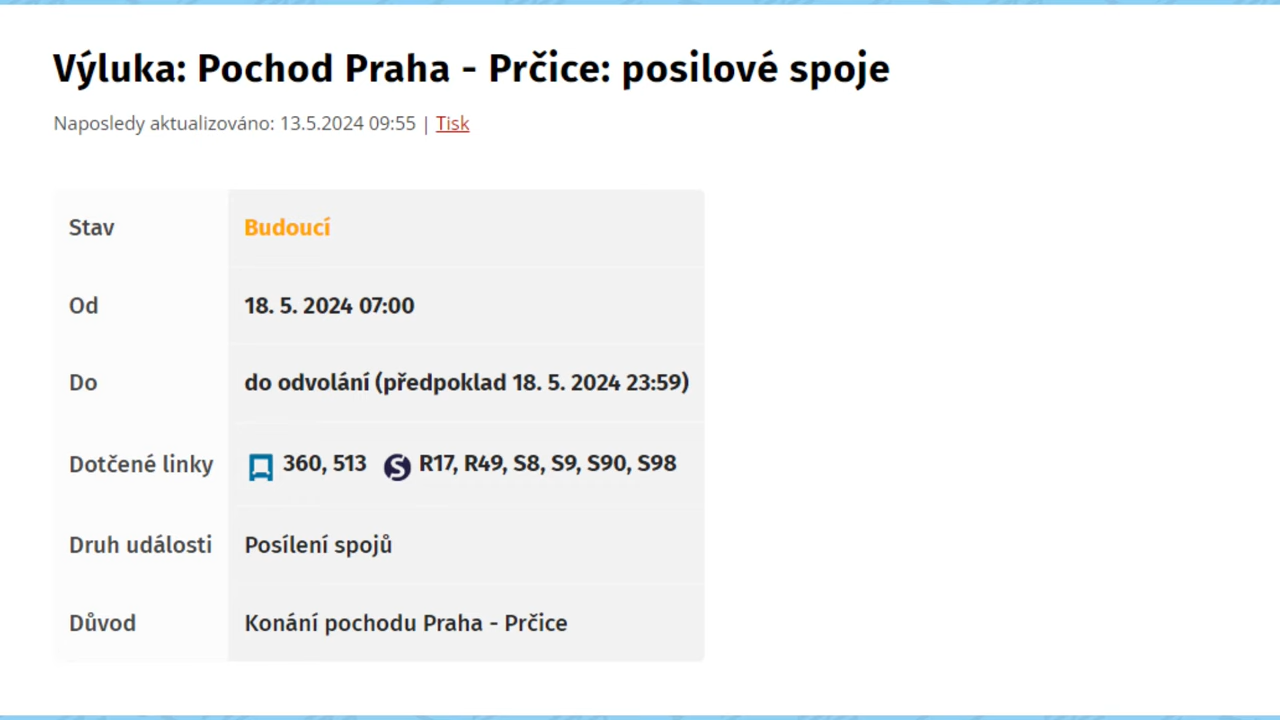 Výluka: Pochod Praha - Prčice: posilové spoje
Naposledy aktualizováno: 13.5.2024 09:55 | Tisk
Stav Budoucí
Od 18. 5. 2024 07:00
Do do odvolání (předpoklad 18. 5. 2024 23:59)
Dotčené linky 360, 513 S R17, R49, S8, S9, S90, S98
Druh události Posílení spojů
Důvod Konání pochodu Praha - Prčice